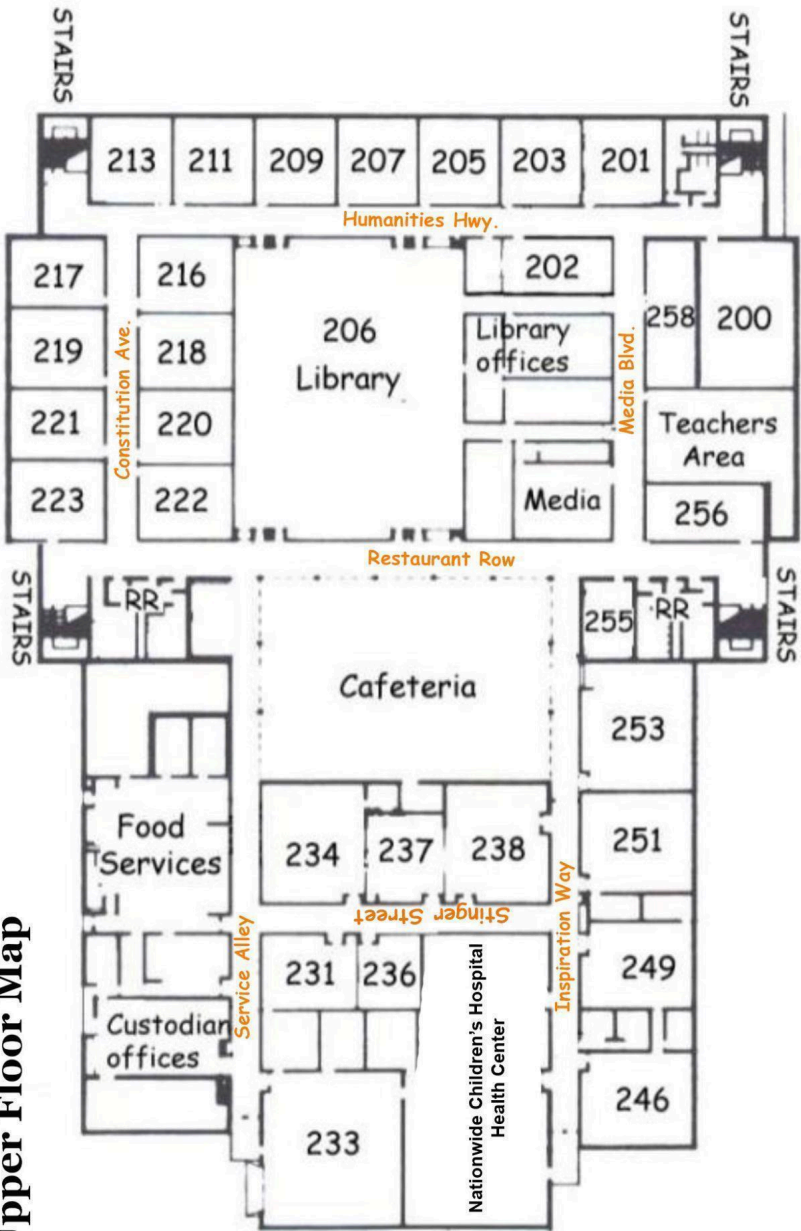 STAIRS
STAIRS
213
211
209
207
205
203
201
Humanities Hwy.
217
216
202
258
200
206
Library
Library
offices
219
218
Constitution Ave.
Media Blvd.
221
220
Teachers
Area
223
222
Media
256
Restaurant Row
STAIRS
RR
255
RR
STAIRS
Cafeteria
253
Food
Services
234
237
238
251
Stinger Street
Service Alley
Inspiration Way
231
236
249
Nationwide Children's Hospital
Health Center
Custodian
offices
246
233
pper Floor Map